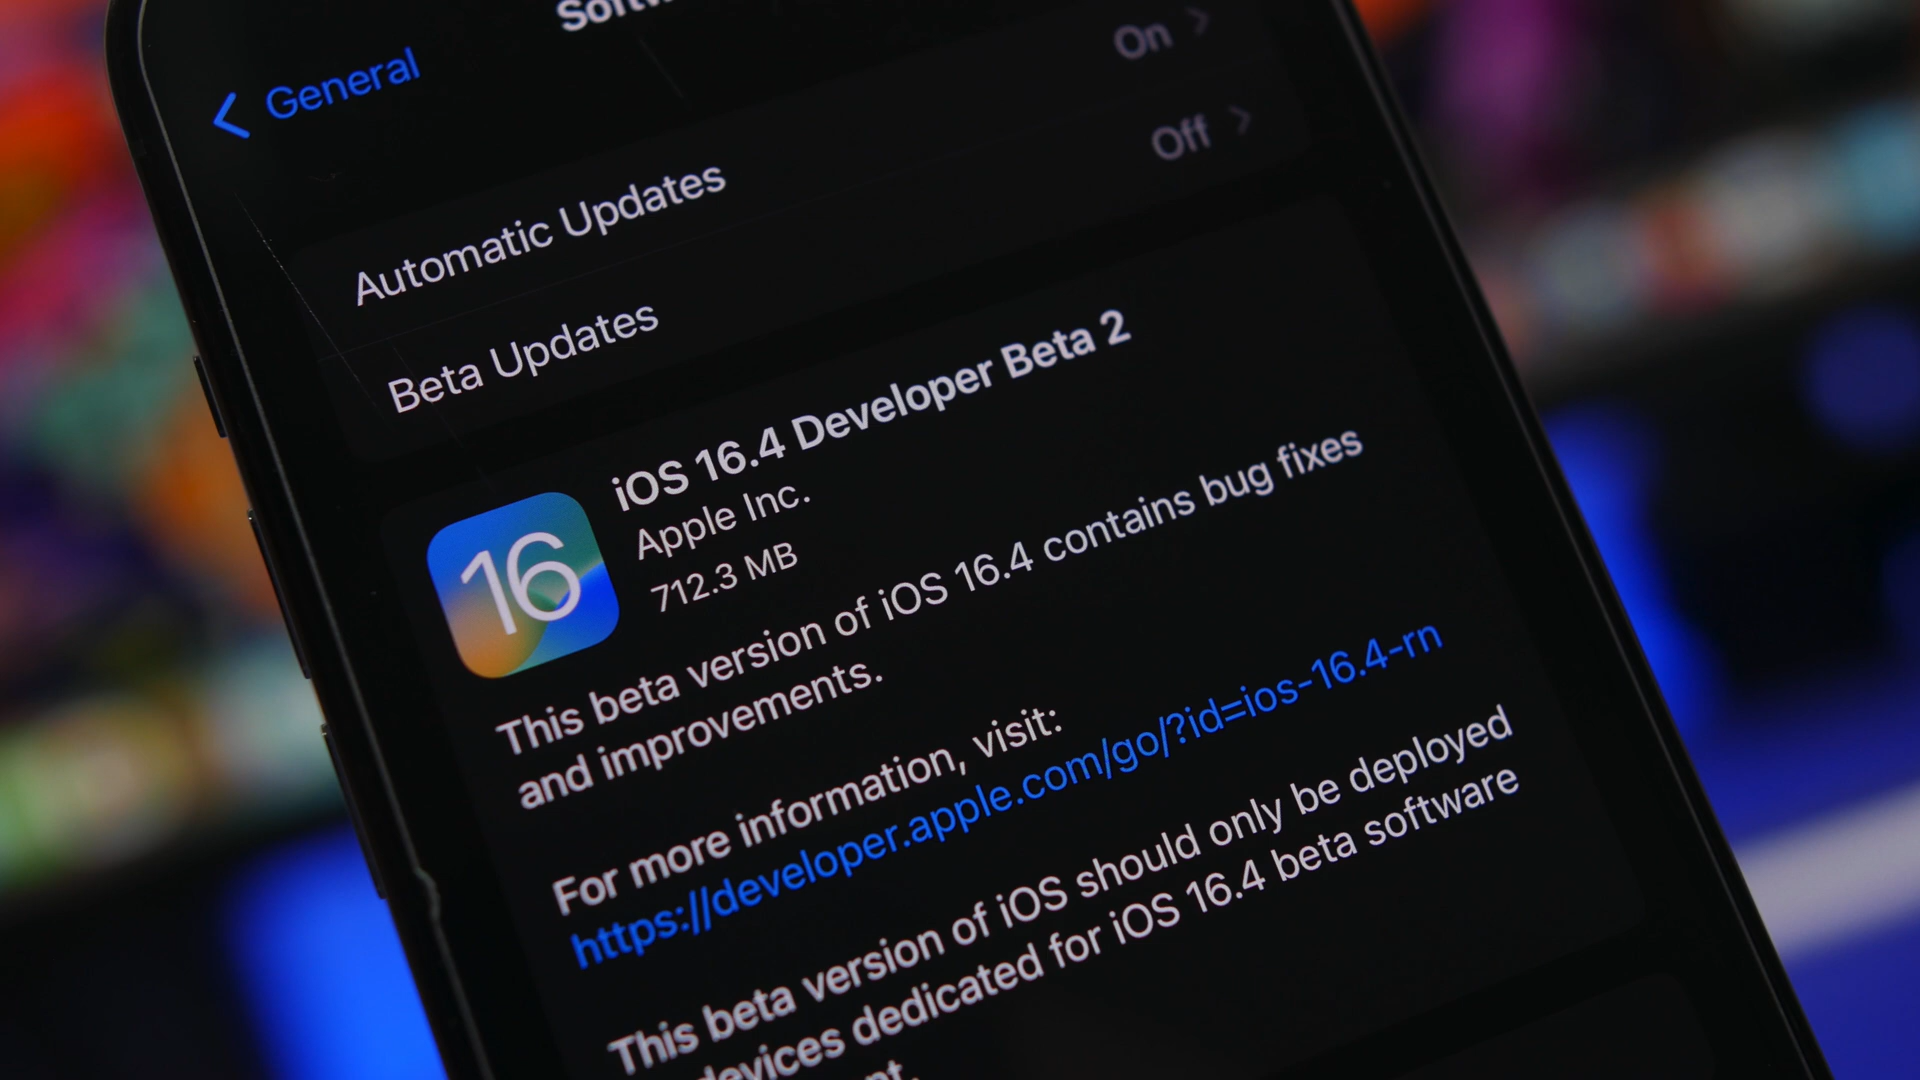 General
On
Automatic Updates
Off
Beta Updates
iOS 16.4 Developer Beta 2
Apple Inc.
712.3 MB
16
This beta version of iOS 16.4 contains bug fixes
and improvements.
For more information, visit:
https://developer.apple.com/go/?id=ios-16.4-rn
This beta version of iOS should only be deployed
devices dedicated for iOS 16.4 beta software